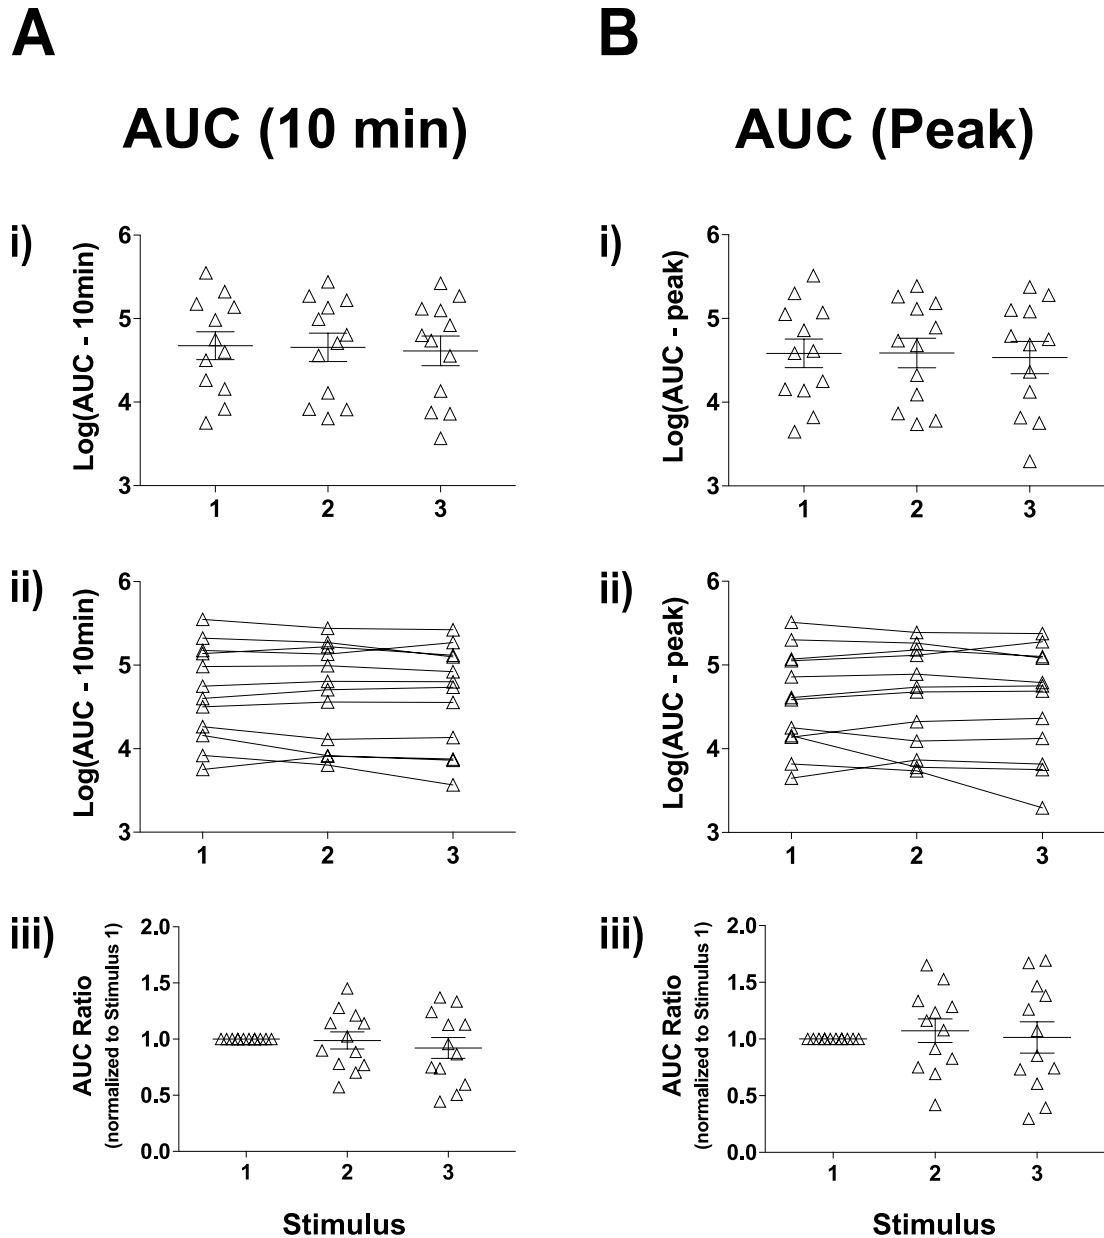 A
B
AUC (10 min)
AUC (Peak)
i)
Log(AUC - 10min)
6
5
4
3
1
2
3
i)
Log(AUC - peak)
6
5
4
3
1
2
3
ii)
Log(AUC - 10min)
6
5
4
3
1
2
3
ii)
Log(AUC - peak)
6
5
4
3
1
2
3
iii)
AUC Ratio
(normalized to Stimulus 1)
2.0
1.5
1.0
0.5
0.0
1
2
3
Stimulus
iii)
AUC Ratio
(normalized to Stimulus 1)
2.0
1.5
1.0
0.5
0.0
1
2
3
Stimulus